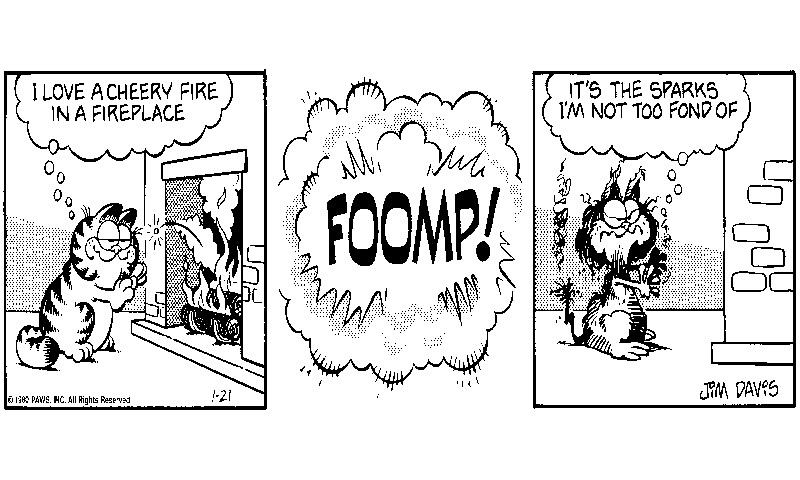 I LOVE A CHEERY FIRE
IN A FIREPLACE
© 1980 PAWS, INC. All Rights Reserved
1-21
FOOMP!
IT'S THE SPARKS
I'M NOT TOO FOND OF
JIM DAVIS